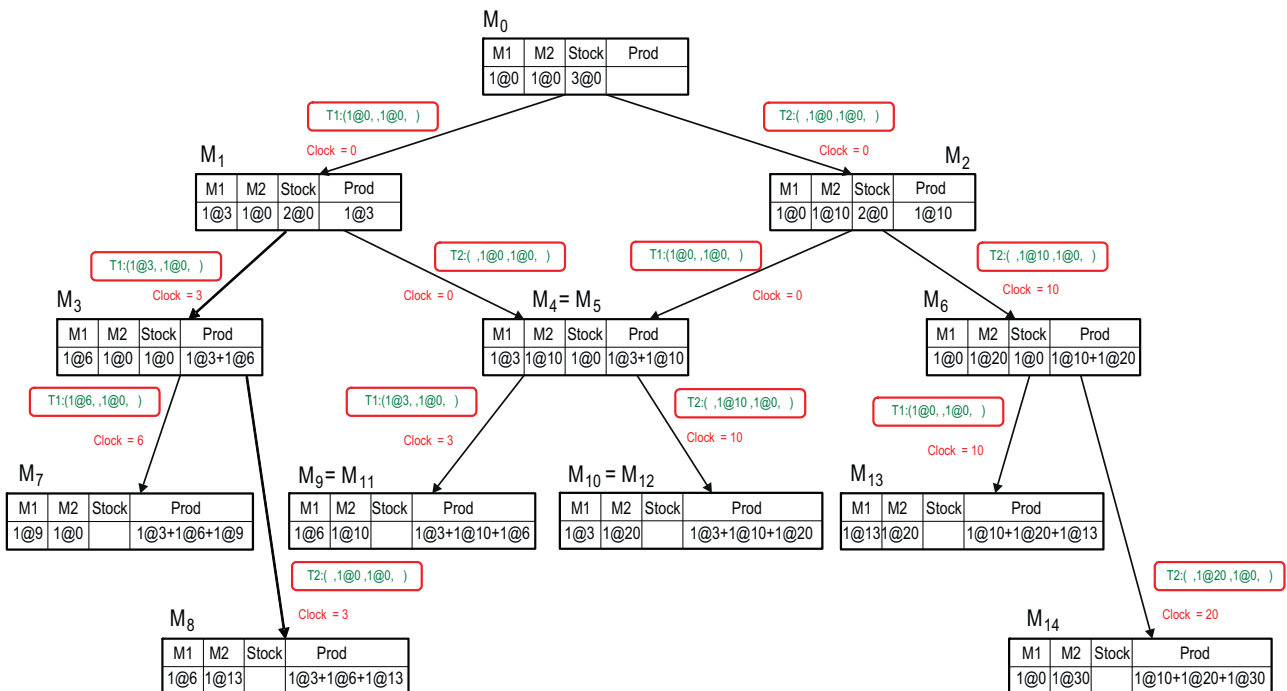 M0
M1 M2 Stock Prod
1@0 1@0 3@0
T1:(1@0, ,1@0, )
T2:( ,1@0 ,1@0, )
Clock = 0
Clock = 0
M1
M2
M1 M2 Stock Prod
1@3 1@0 2@0 1@3
M1 M2 Stock Prod
1@0 1@10 2@0 1@10
T1:(1@3, ,1@0, )
T2:( ,1@0 ,1@0, )
T1:(1@0, ,1@0, )
T2:( ,1@10 ,1@0, )
Clock = 3
Clock = 0
Clock = 0
Clock = 10
M3
M4 = M5
M6
M1 M2 Stock Prod
1@6 1@0 1@0 1@3+1@6
M1 M2 Stock Prod
1@3 1@10 1@0 1@3+1@10
M1 M2 Stock Prod
1@0 1@20 1@0 1@10+1@20
T1:(1@6, ,1@0, )
T1:(1@3, ,1@0, )
T2:( ,1@10 ,1@0, )
T1:(1@0, ,1@0, )
Clock = 6
Clock = 3
Clock = 10
Clock = 10
M7
M9 = M11
M10 = M12
M13
M1 M2 Stock Prod
1@9 1@0 1@3+1@6+1@9
M1 M2 Stock Prod
1@6 1@10 1@3+1@10+1@6
M1 M2 Stock Prod
1@3 1@20 1@3+1@10+1@20
M1 M2 Stock Prod
1@13 1@20 1@10+1@20+1@13
T2:( ,1@0 ,1@0, )
T2:( ,1@20 ,1@0, )
Clock = 3
Clock = 20
M8
M14
M1 M2 Stock Prod
1@6 1@13 1@3+1@6+1@13
M1 M2 Stock Prod
1@0 1@30 1@10+1@20+1@30